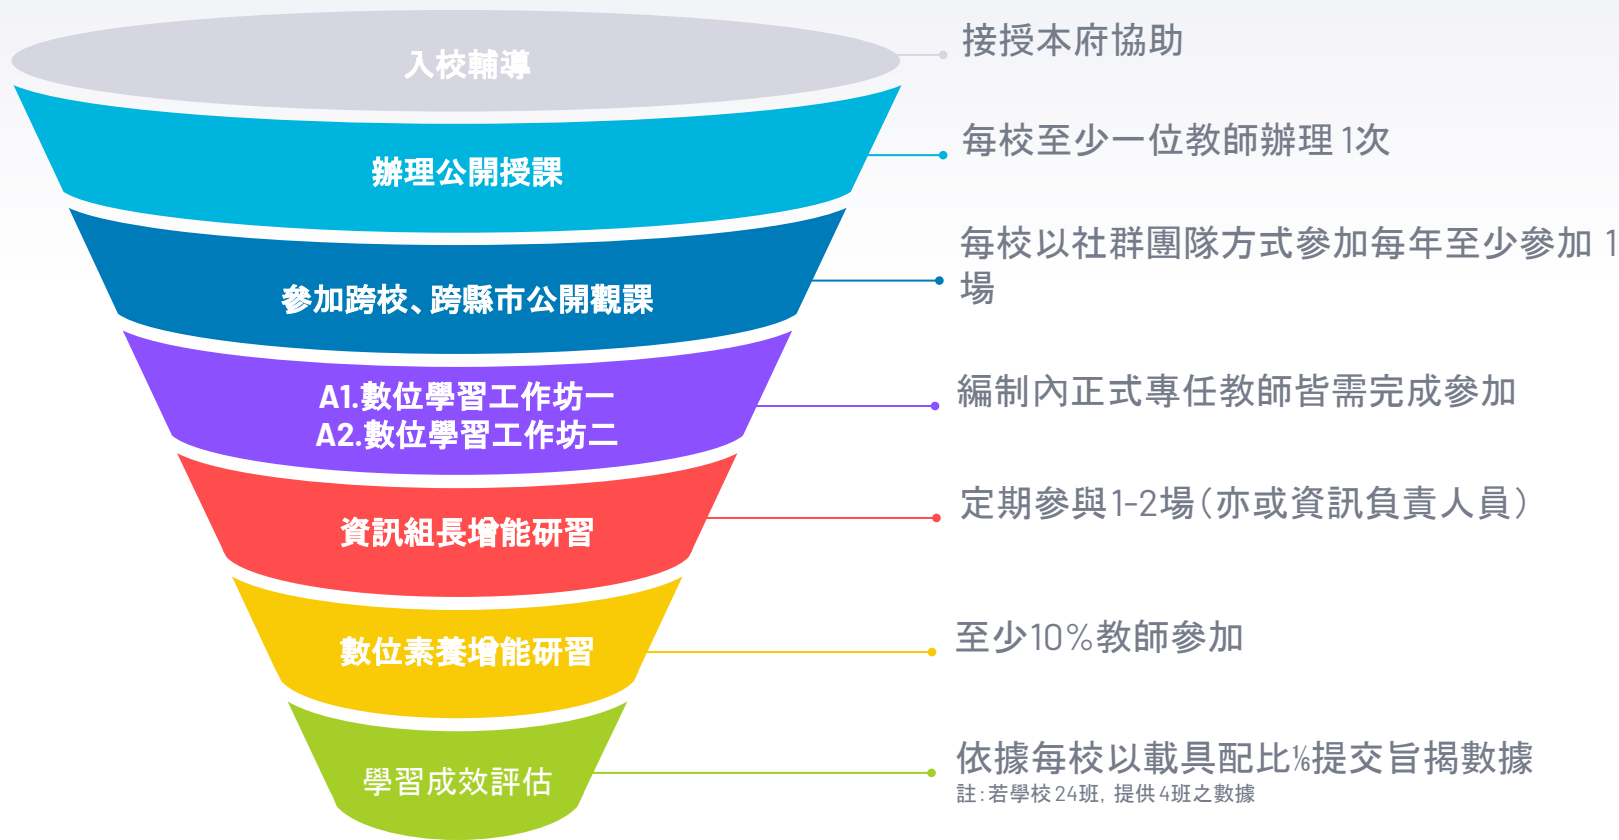 入校輔導
接授本府協助
辦理公開授課
每校至少一位教師辦理1次
參加跨校、跨縣市公開觀課
每校以社群團隊方式參加每年至少參加 1
場
A1.數位學習工作坊一
A2.數位學習工作坊二
編制內正式專任教師皆需完成參加
資訊組長增能研習
定期參與1-2場(亦或資訊負責人員)
數位素養增能研習
至少10%教師參加
學習成效評估
依據每校以載具配比⅙提交旨揭數據
註:若學校24班, 提供4班之數據